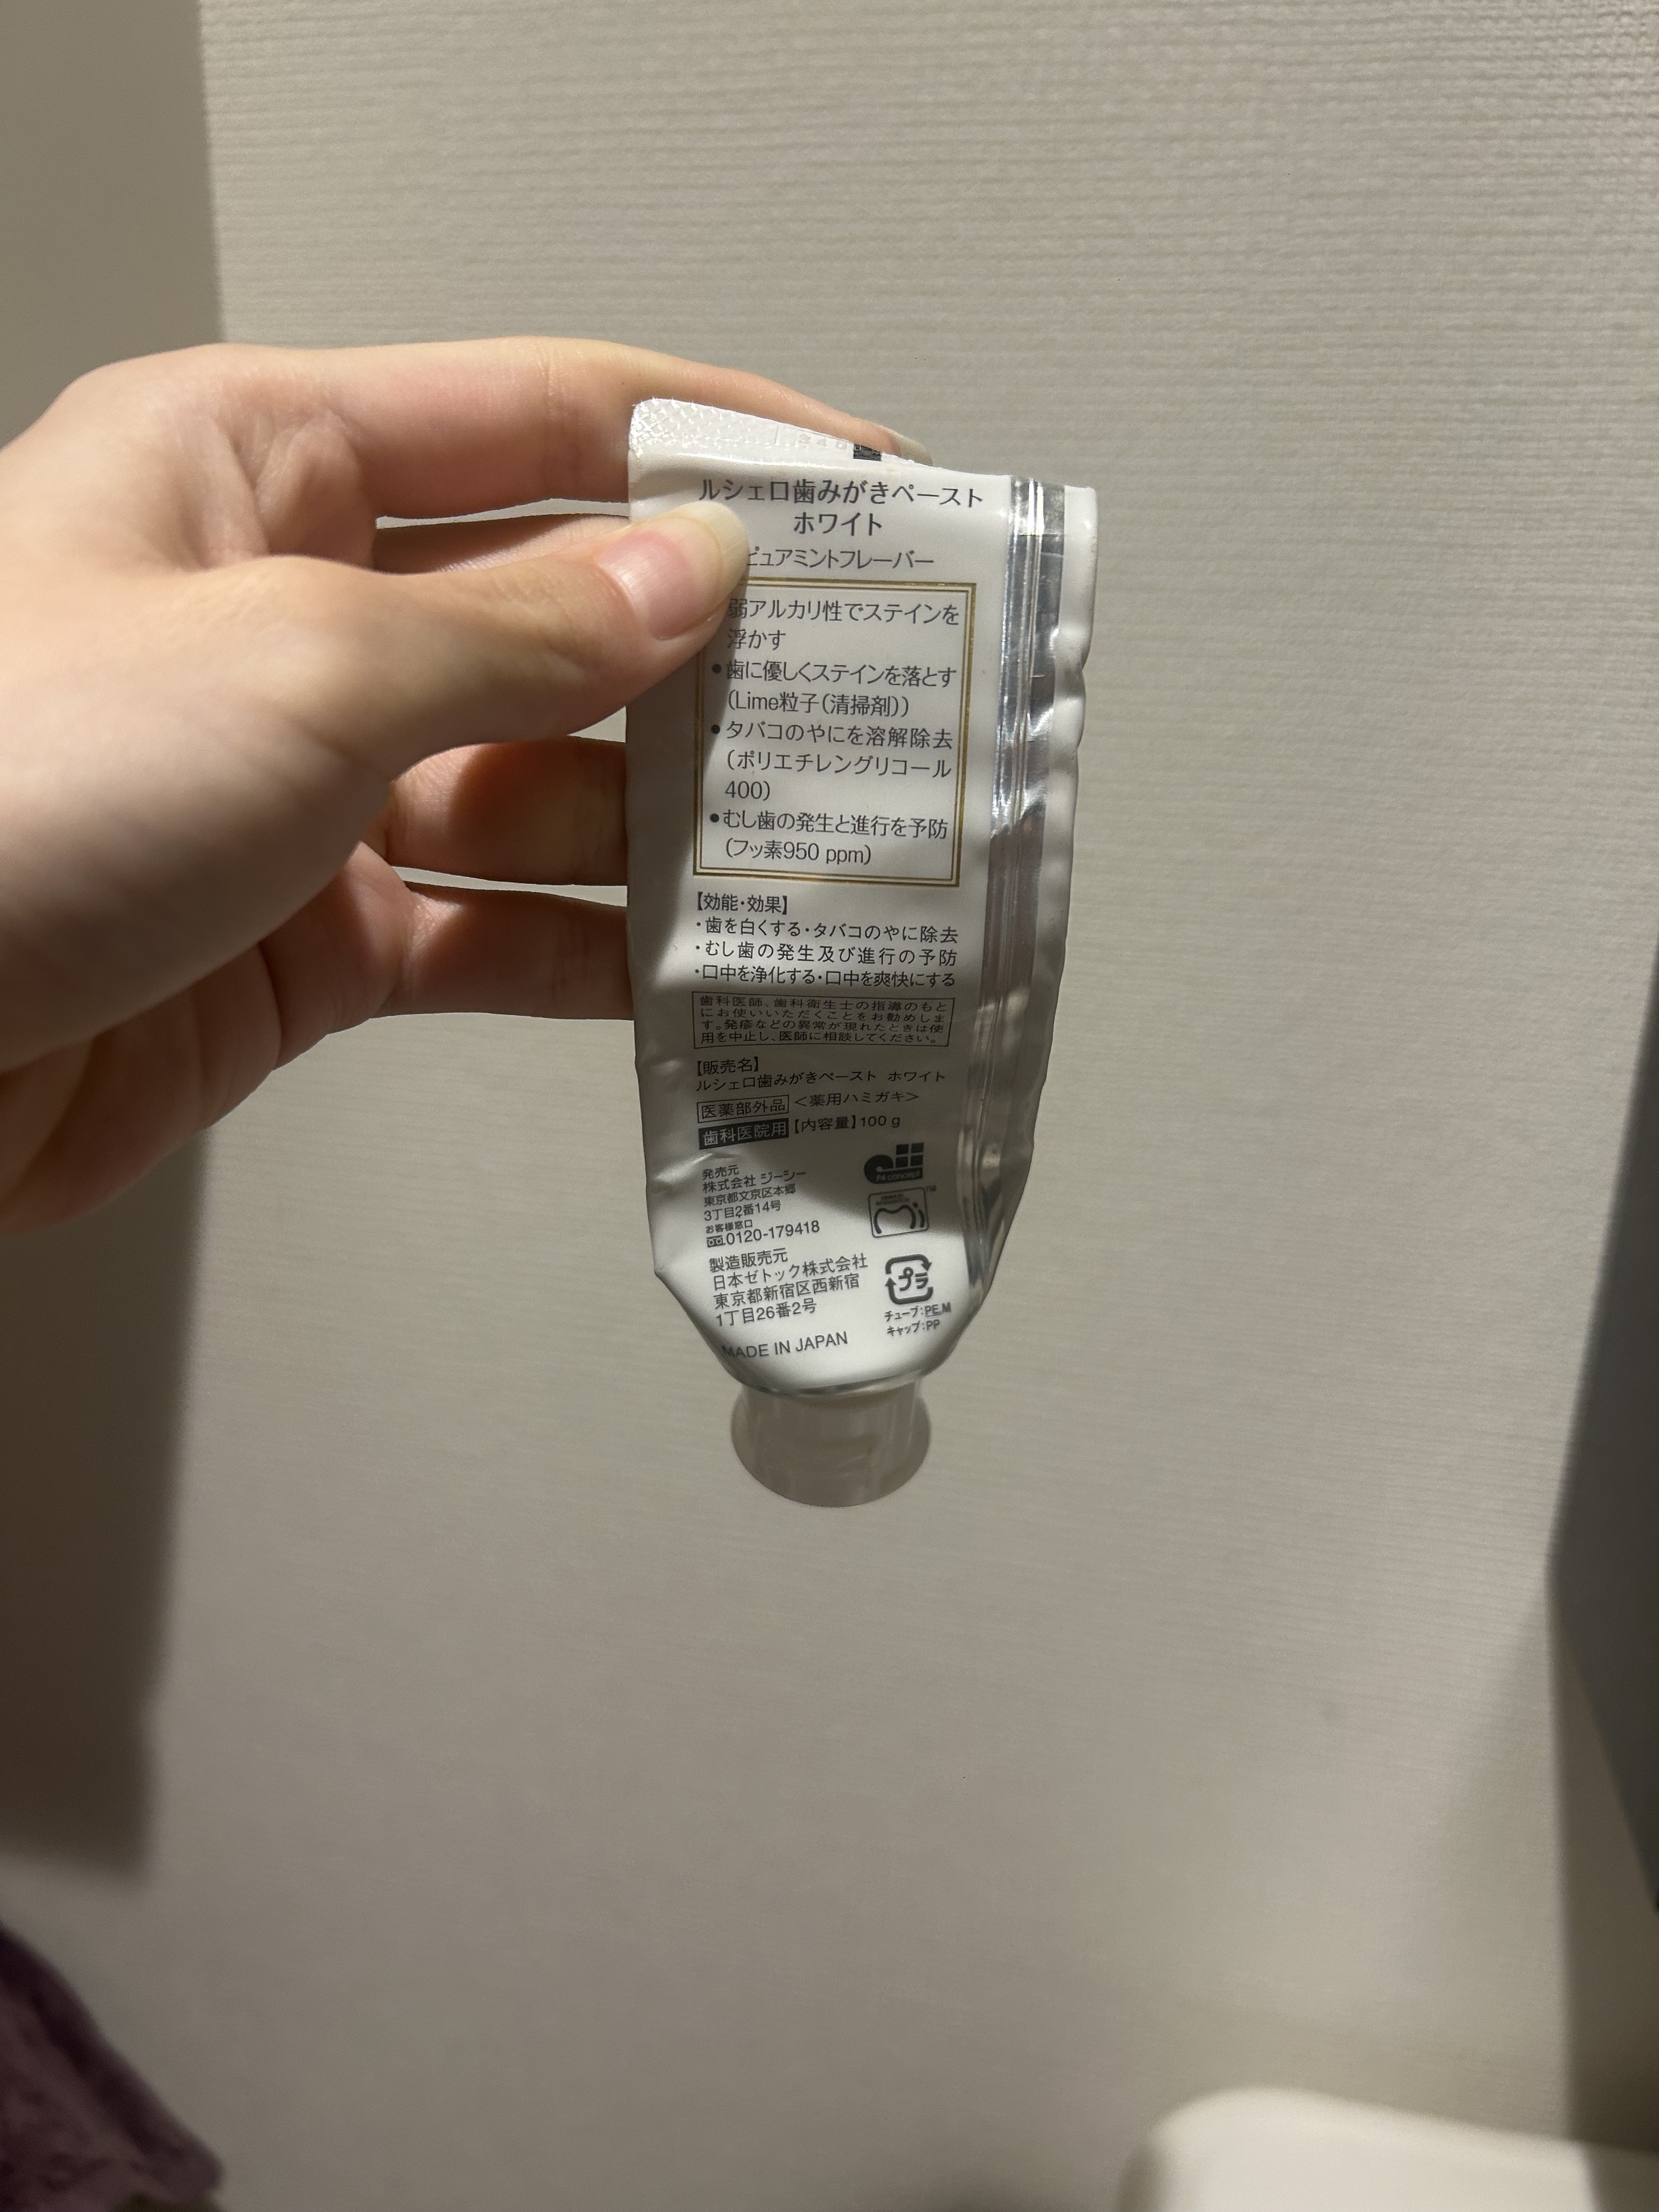 ルシェロ歯みがきペースト
ホワイト
ピュアミントフレーバー
弱アルカリ性でステインを
浮かす
●歯に優しくステインを落とす
(Lime粒子(清掃剤))
●タバコのやにを溶解除去
(ポリエチレングリコール
400)
●むし歯の発生と進行を予防
(フッ素950 ppm)
【効能・効果】
・歯を白くする・タバコのやに除去
・むし歯の発生及び進行の予防
・口中を浄化する・口中を爽快にする
歯科医師、歯科衛生士の指導のもと
にお使いいただくことをお勧めしま
す。発疹などの異常が現れたときは使
用を中止し、医師に相談してください。
【販売名】
ルシェロ歯みがきペースト ホワイト
医薬部外品 <薬用ハミガキ>
歯科医院用 【内容量】100 g
発売元
株式会社 ジーシー
東京都文京区本郷
3丁目2番14号
お客様窓口
0120-179418
製造販売元
日本ゼトック株式会社
東京都新宿区西新宿
1丁目26番2号
MADE IN JAPAN
P4 concept
TM
プラ
チューブ:PE,M
キャップ:PP